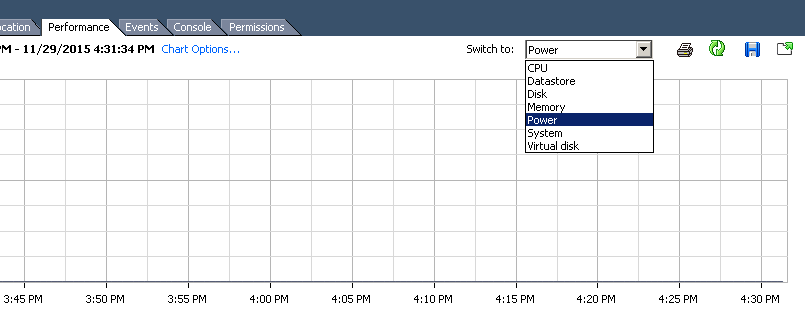 ocation Performance Events Console Permissions
PM - 11/29/2015 4:31:34 PM Chart Options... Switch to: Power
CPU
Datastore
Disk
Memory
Power
System
Virtual disk
3:45 PM 3:50 PM 3:55 PM 4:00 PM 4:05 PM 4:10 PM 4:15 PM 4:20 PM 4:25 PM 4:30 PM